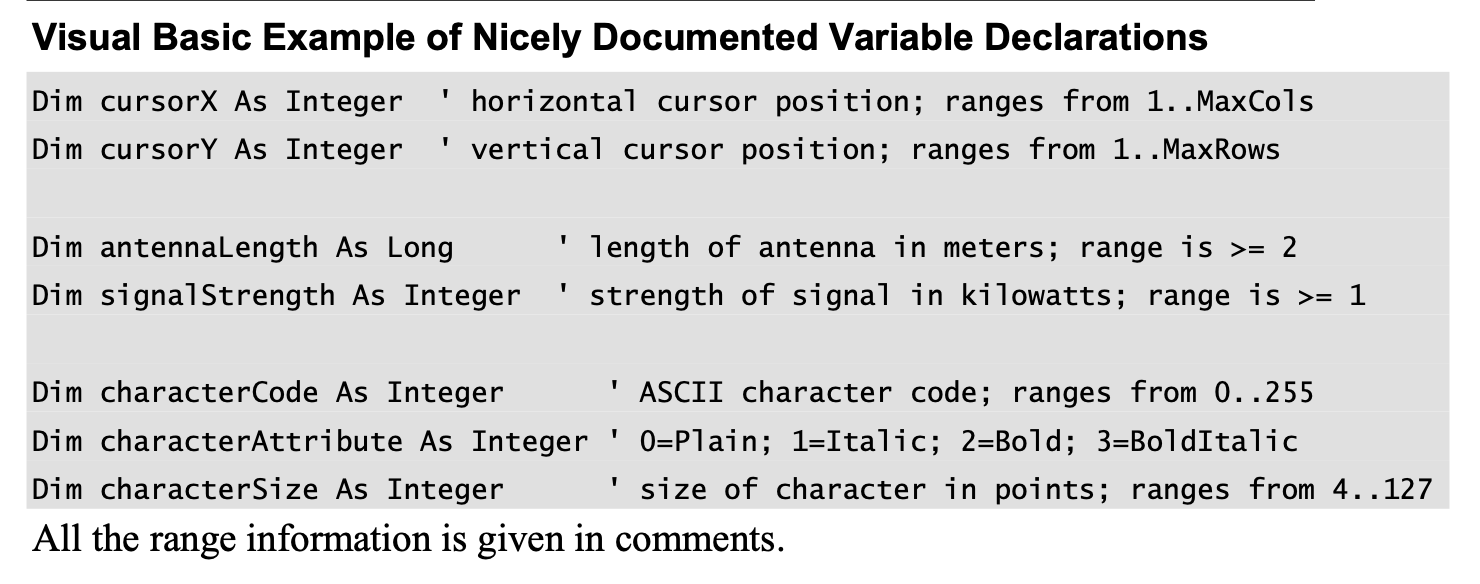 Visual Basic Example of Nicely Documented Variable Declarations
Dim cursorX As Integer  ' horizontal cursor position; ranges from 1..MaxCols
Dim cursorY As Integer  ' vertical cursor position; ranges from 1..MaxRows
Dim antennaLength As Long      ' length of antenna in meters; range is >= 2
Dim signalStrength As Integer  ' strength of signal in kilowatts; range is >= 1
Dim characterCode As Integer      ' ASCII character code; ranges from 0..255
Dim characterAttribute As Integer ' 0=Plain; 1=Italic; 2=Bold; 3=BoldItalic
Dim characterSize As Integer      ' size of character in points; ranges from 4..127
All the range information is given in comments.